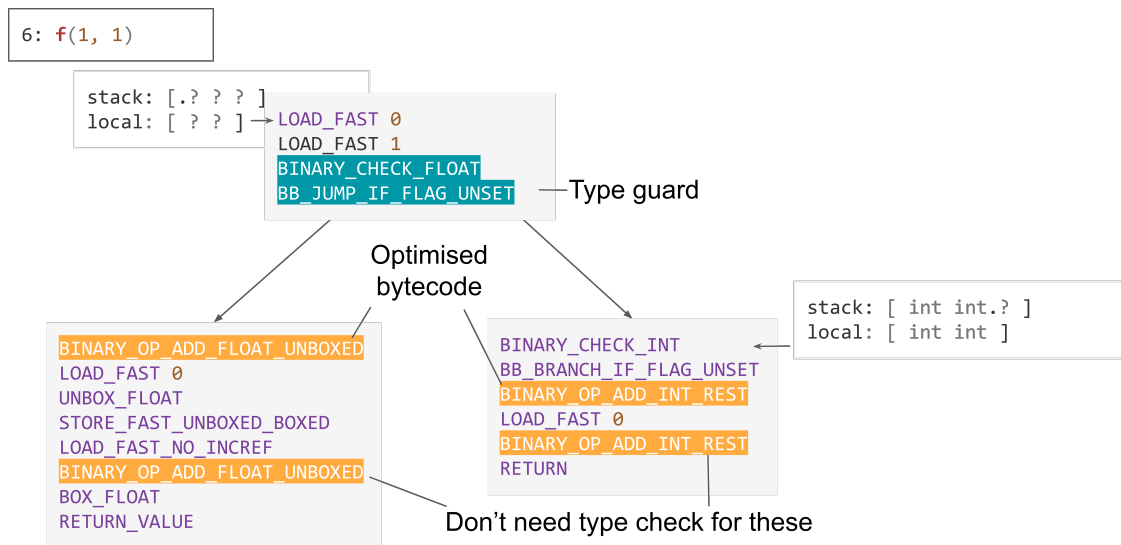 6: f(1, 1)
stack: [.? ? ? ]
local: [ ? ? ]
LOAD_FAST 0
LOAD_FAST 1
BINARY_CHECK_FLOAT
BB_JUMP_IF_FLAG_UNSET
Type guard
Optimised
bytecode
stack: [ int int.? ]
local: [ int int ]
BINARY_OP_ADD_FLOAT_UNBOXED
LOAD_FAST 0
UNBOX_FLOAT
STORE_FAST_UNBOXED_BOXED
LOAD_FAST_NO_INCREF
BINARY_OP_ADD_FLOAT_UNBOXED
BOX_FLOAT
RETURN_VALUE
BINARY_CHECK_INT
BB_BRANCH_IF_FLAG_UNSET
BINARY_OP_ADD_INT_REST
LOAD_FAST 0
BINARY_OP_ADD_INT_REST
RETURN
Don’t need type check for these